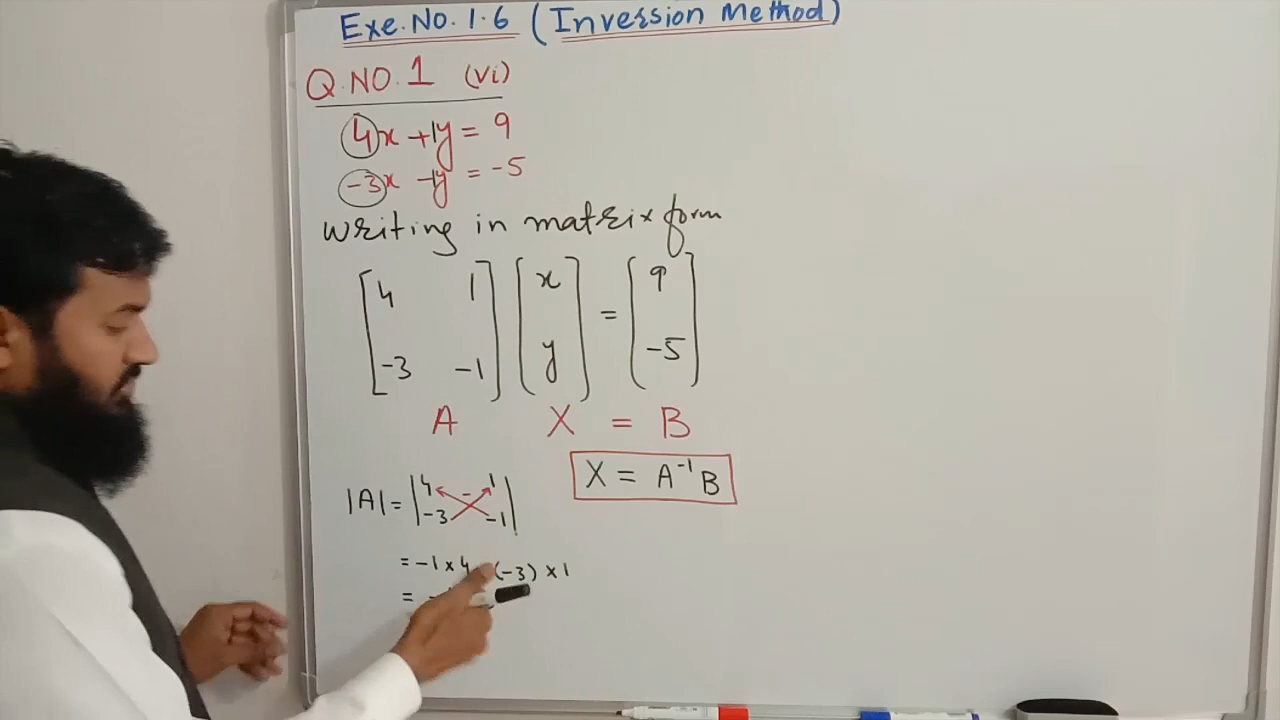 Exe.No.1.6 (Inversion Method)
Q.NO.1 (vi)
4x +1y = 9
-3x -1y = -5
Writing in matrix form
[4 1] [x] = [9]
[-3 -1] [y] [-5]
A X = B
X = A⁻¹B
|A| = |4 - 1|
|-3 -1|
= -1 × 4 (-3) × 1
= -